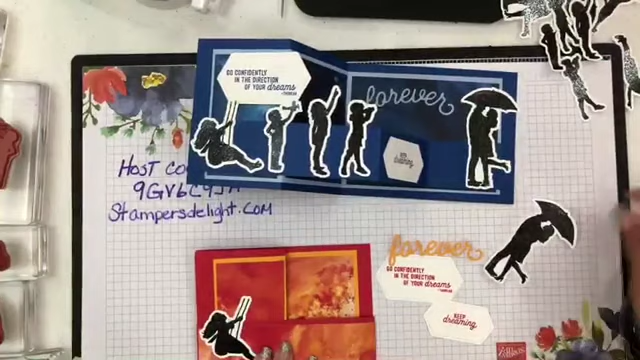 GO CONFIDENTLY
IN THE DIRECTION
OF YOUR dreams
forever
dreaming
HOST CO
9GV6C9JH
Stampersdelight.com
forever
GO CONFIDENTLY
IN THE DIRECTION
OF YOUR dreams
KEEP
dreaming